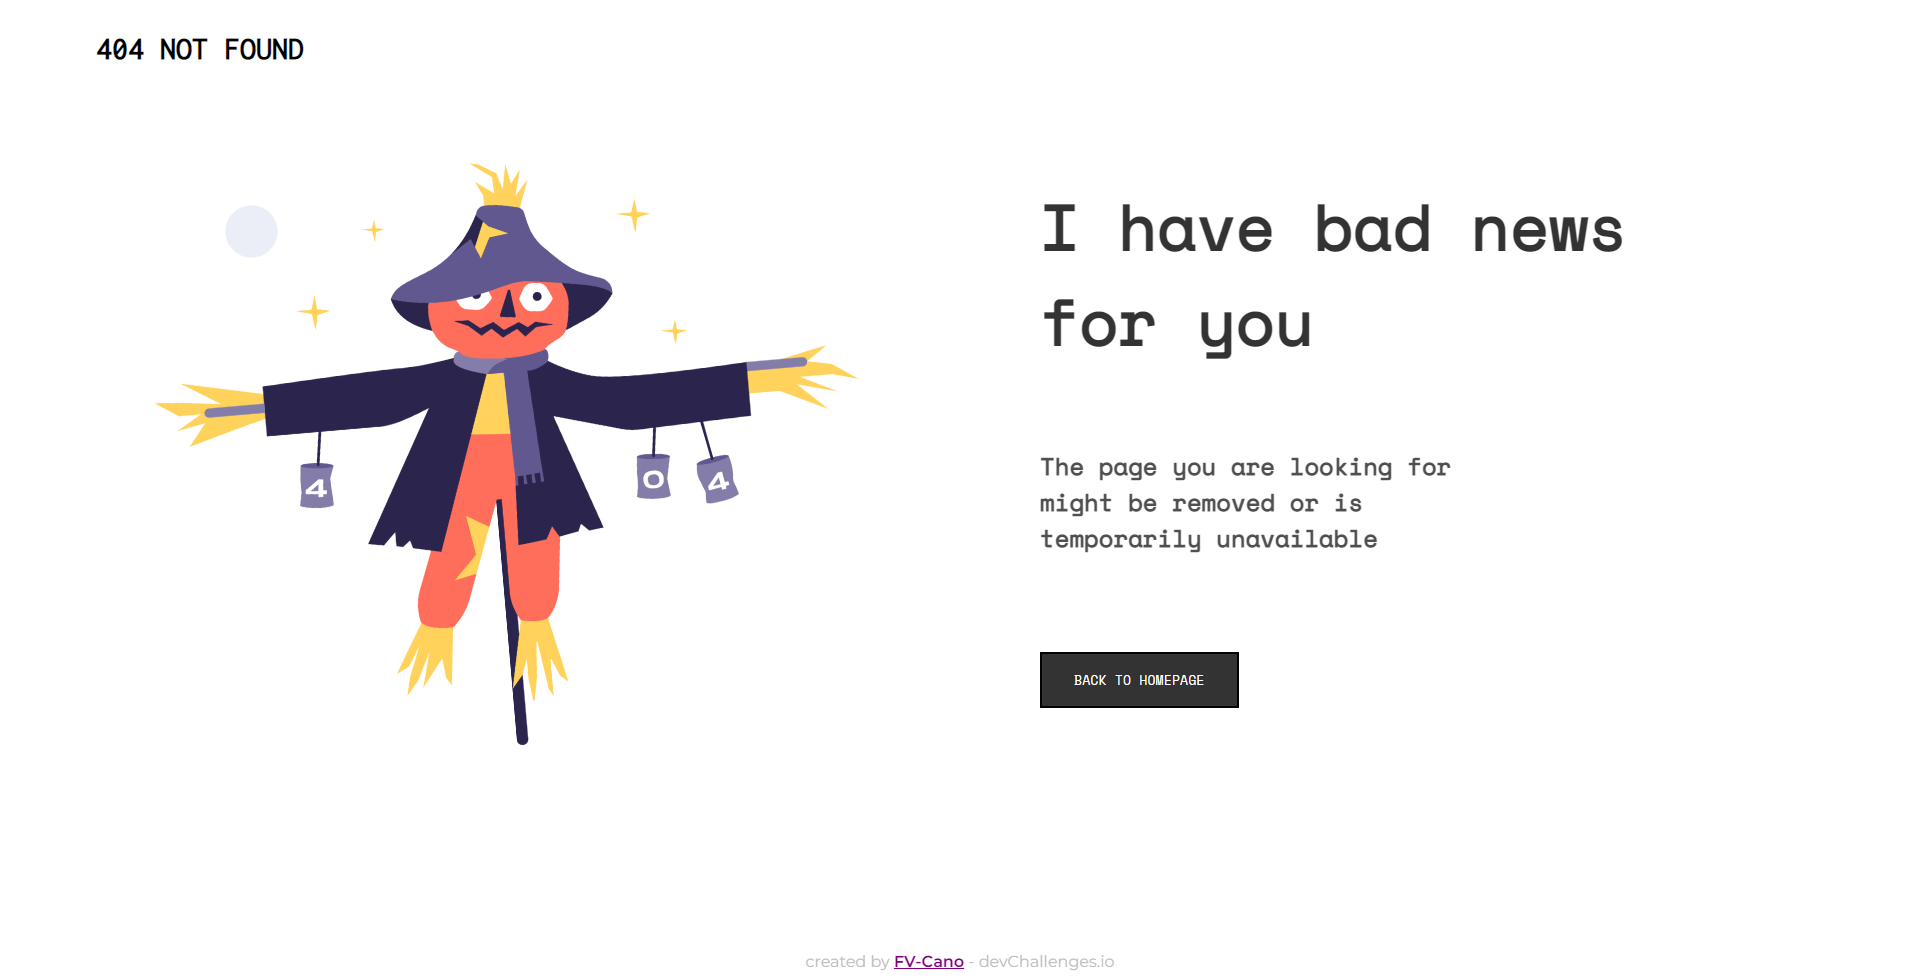 404 NOT FOUND
I have bad news
for you
4
0
4
The page you are looking for
might be removed or is
temporarily unavailable
BACK TO HOMEPAGE
created by FV-Cano - devChallenges.io